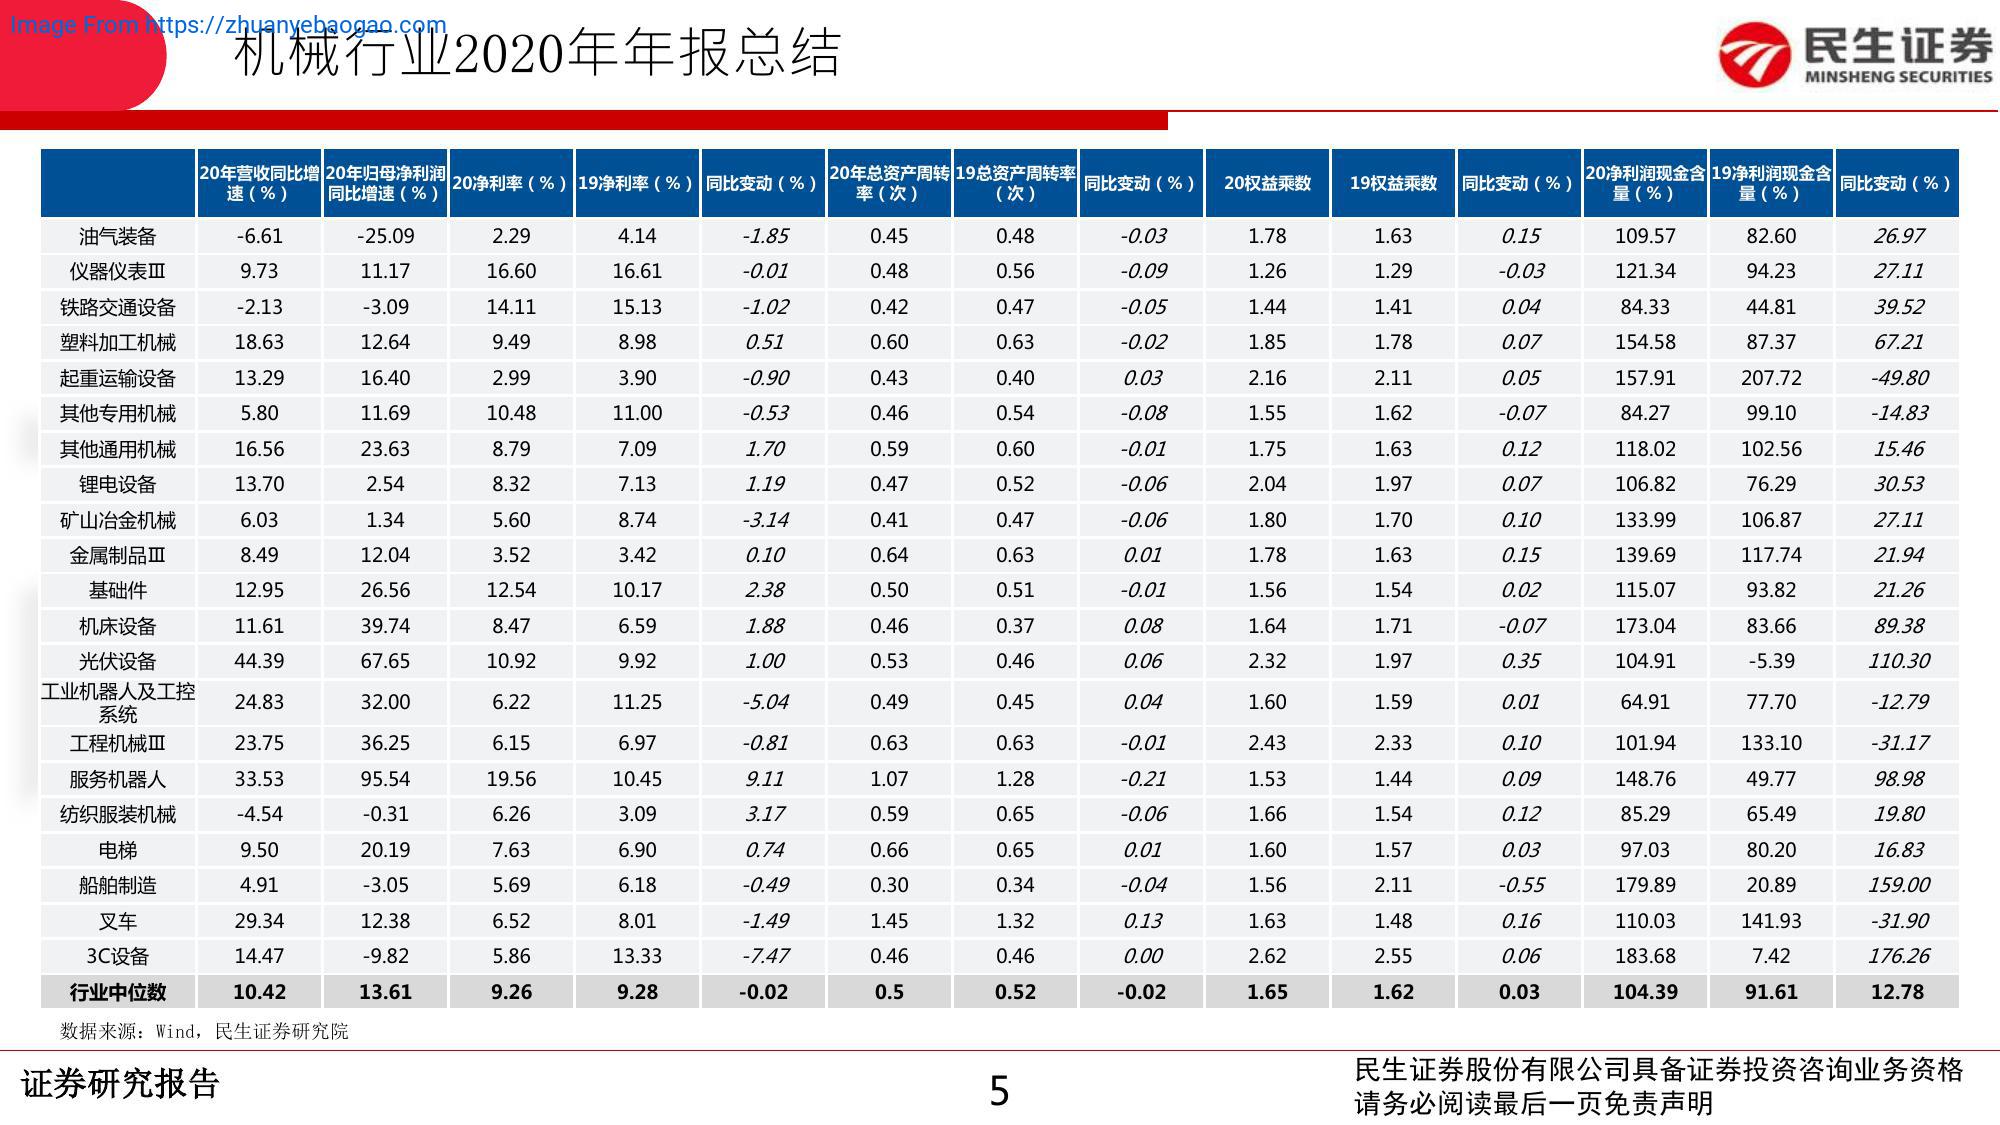 Image From https://zhuanyebaogao.com
机械行业2020年年报总结
民生证券
MINSHENG SECURITIES
20年营收同比增速（%） 20年归母净利润同比增速（%） 20净利率（%） 19净利率（%） 同比变动（%） 20年总资产周转率（次） 19总资产周转率（次） 同比变动（%） 20权益乘数 19权益乘数 同比变动（%） 20净利润现金含量（%） 19净利润现金含量（%） 同比变动（%）
油气装备 -6.61 -25.09 2.29 4.14 -1.85 0.45 0.48 -0.03 1.78 1.63 0.15 109.57 82.60 26.97
仪器仪表Ⅲ 9.73 11.17 16.60 16.61 -0.01 0.48 0.56 -0.09 1.26 1.29 -0.03 121.34 94.23 27.11
铁路交通设备 -2.13 -3.09 14.11 15.13 -1.02 0.42 0.47 -0.05 1.44 1.41 0.04 84.33 44.81 39.52
塑料加工机械 18.63 12.64 9.49 8.98 0.51 0.60 0.63 -0.02 1.85 1.78 0.07 154.58 87.37 67.21
起重运输设备 13.29 16.40 2.99 3.90 -0.90 0.43 0.40 0.03 2.16 2.11 0.05 157.91 207.72 -49.80
其他专用机械 5.80 11.69 10.48 11.00 -0.53 0.46 0.54 -0.08 1.55 1.62 -0.07 84.27 99.10 -14.83
其他通用机械 16.56 23.63 8.79 7.09 1.70 0.59 0.60 -0.01 1.75 1.63 0.12 118.02 102.56 15.46
锂电设备 13.70 2.54 8.32 7.13 1.19 0.47 0.52 -0.06 2.04 1.97 0.07 106.82 76.29 30.53
矿山冶金机械 6.03 1.34 5.60 8.74 -3.14 0.41 0.47 -0.06 1.80 1.70 0.10 133.99 106.87 27.11
金属制品Ⅲ 8.49 12.04 3.52 3.42 0.10 0.64 0.63 0.01 1.78 1.63 0.15 139.69 117.74 21.94
基础件 12.95 26.56 12.54 10.17 2.38 0.50 0.51 -0.01 1.56 1.54 0.02 115.07 93.82 21.26
机床设备 11.61 39.74 8.47 6.59 1.88 0.46 0.37 0.08 1.64 1.71 -0.07 173.04 83.66 89.38
光伏设备 44.39 67.65 10.92 9.92 1.00 0.53 0.46 0.06 2.32 1.97 0.35 104.91 -5.39 110.30
工业机器人及工控系统 24.83 32.00 6.22 11.25 -5.04 0.49 0.45 0.04 1.60 1.59 0.01 64.91 77.70 -12.79
工程机械Ⅲ 23.75 36.25 6.15 6.97 -0.81 0.63 0.63 -0.01 2.43 2.33 0.10 101.94 133.10 -31.17
服务机器人 33.53 95.54 19.56 10.45 9.11 1.07 1.28 -0.21 1.53 1.44 0.09 148.76 49.77 98.98
纺织服装机械 -4.54 -0.31 6.26 3.09 3.17 0.59 0.65 -0.06 1.66 1.54 0.12 85.29 65.49 19.80
电梯 9.50 20.19 7.63 6.90 0.74 0.66 0.65 0.01 1.60 1.57 0.03 97.03 80.20 16.83
船舶制造 4.91 -3.05 5.69 6.18 -0.49 0.30 0.34 -0.04 1.56 2.11 -0.55 179.89 20.89 159.00
叉车 29.34 12.38 6.52 8.01 -1.49 1.45 1.32 0.13 1.63 1.48 0.16 110.03 141.93 -31.90
3C设备 14.47 -9.82 5.86 13.33 -7.47 0.46 0.46 0.00 2.62 2.55 0.06 183.68 7.42 176.26
行业中位数 10.42 13.61 9.26 9.28 -0.02 0.5 0.52 -0.02 1.65 1.62 0.03 104.39 91.61 12.78
数据来源：Wind，民生证券研究院
证券研究报告
5
民生证券股份有限公司具备证券投资咨询业务资格
请务必阅读最后一页免责声明